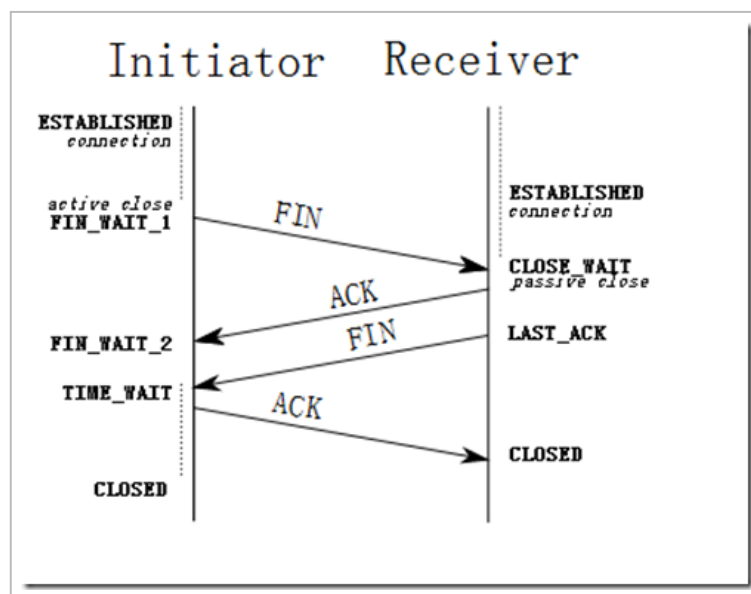 Initiator
Receiver
ESTABLISHED
connection
active close
FIN_WAIT_1
FIN
ESTABLISHED
connection
CLOSE_WAIT
passive close
ACK
FIN_WAIT_2
FIN
LAST_ACK
TIME_WAIT
ACK
CLOSED
CLOSED